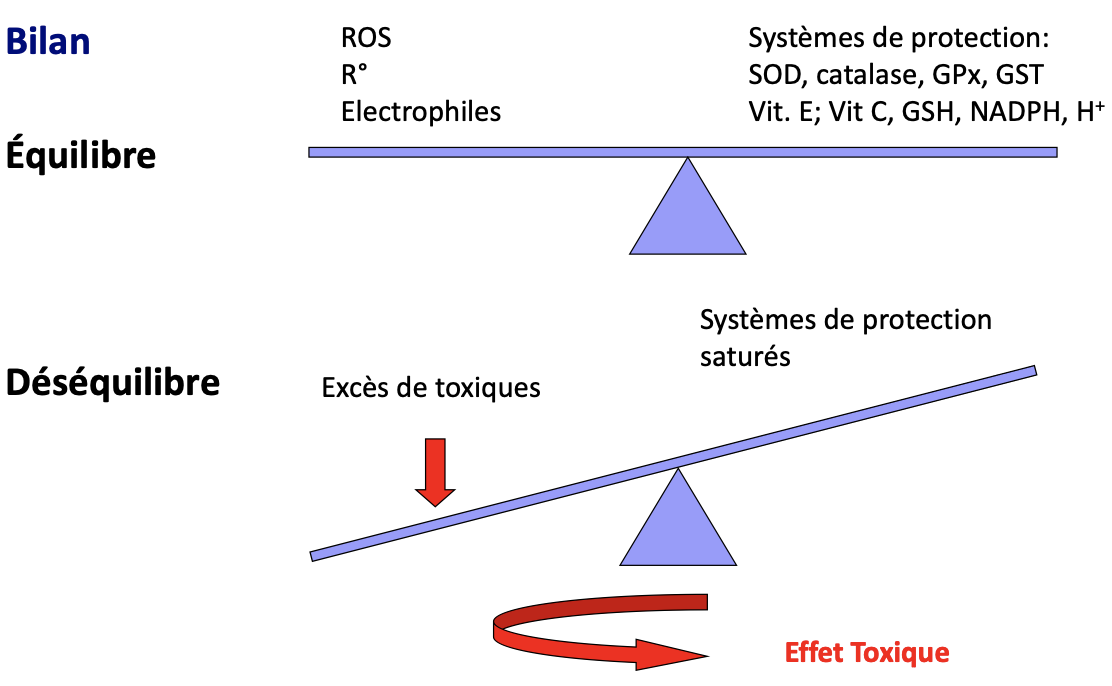 Bilan
ROS
R°
Electrophiles
Systèmes de protection:
SOD, catalase, GPx, GST
Vit. E; Vit C, GSH, NADPH, H⁺
Équilibre
Systèmes de protection
saturés
Déséquilibre
Excès de toxiques
Effet Toxique